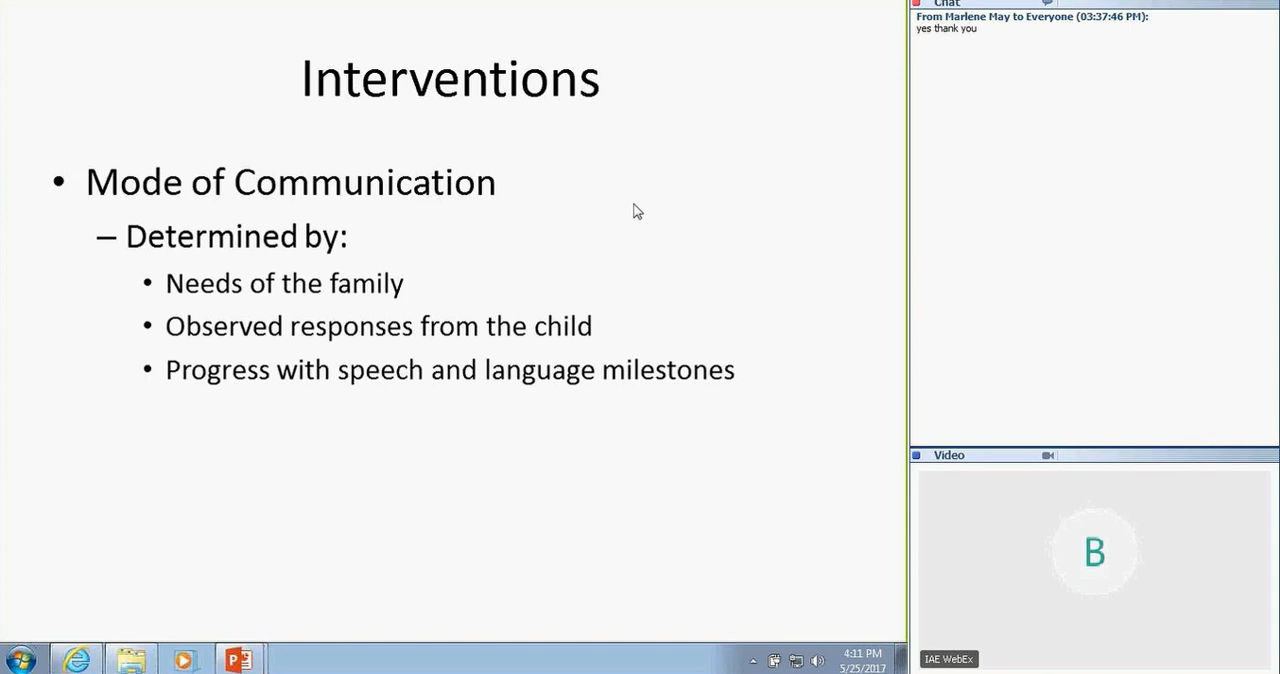 Interventions
• Mode of Communication
– Determined by:
• Needs of the family
• Observed responses from the child
• Progress with speech and language milestones
Chat
From Marlene May to Everyone (03:37:46 PM):
yes thank you
Video
B
IAE WebEx
4:11 PM
5/25/2017